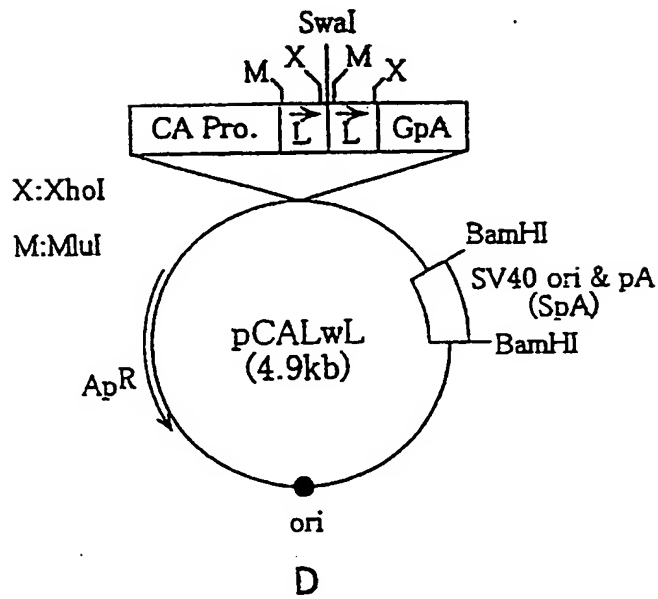 SwaI
M X M X
CA Pro. L L GpA
X:XhoI
M:MluI
BamHI
SV40 ori & pA
(SpA)
BamHI
pCALwL
(4.9kb)
ApR
ori
D